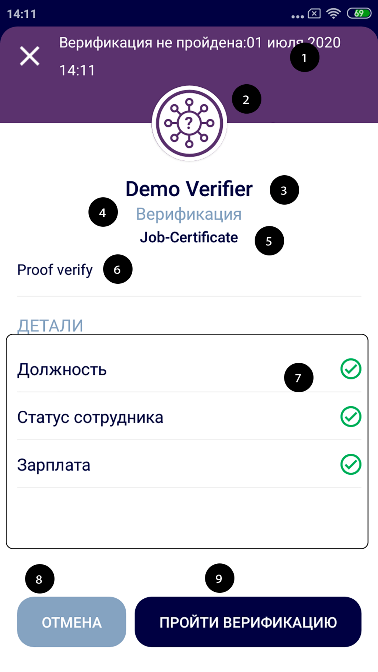 14:11
69
Верификация не пройдена:01 июля 2020
14:11
1
?
2
Demo Verifier
3
4
Верификация
Job-Certificate
5
Proof verify
6
ДЕТАЛИ
Должность
7
Статус сотрудника
Зарплата
8
9
ОТМЕНА
ПРОЙТИ ВЕРИФИКАЦИЮ